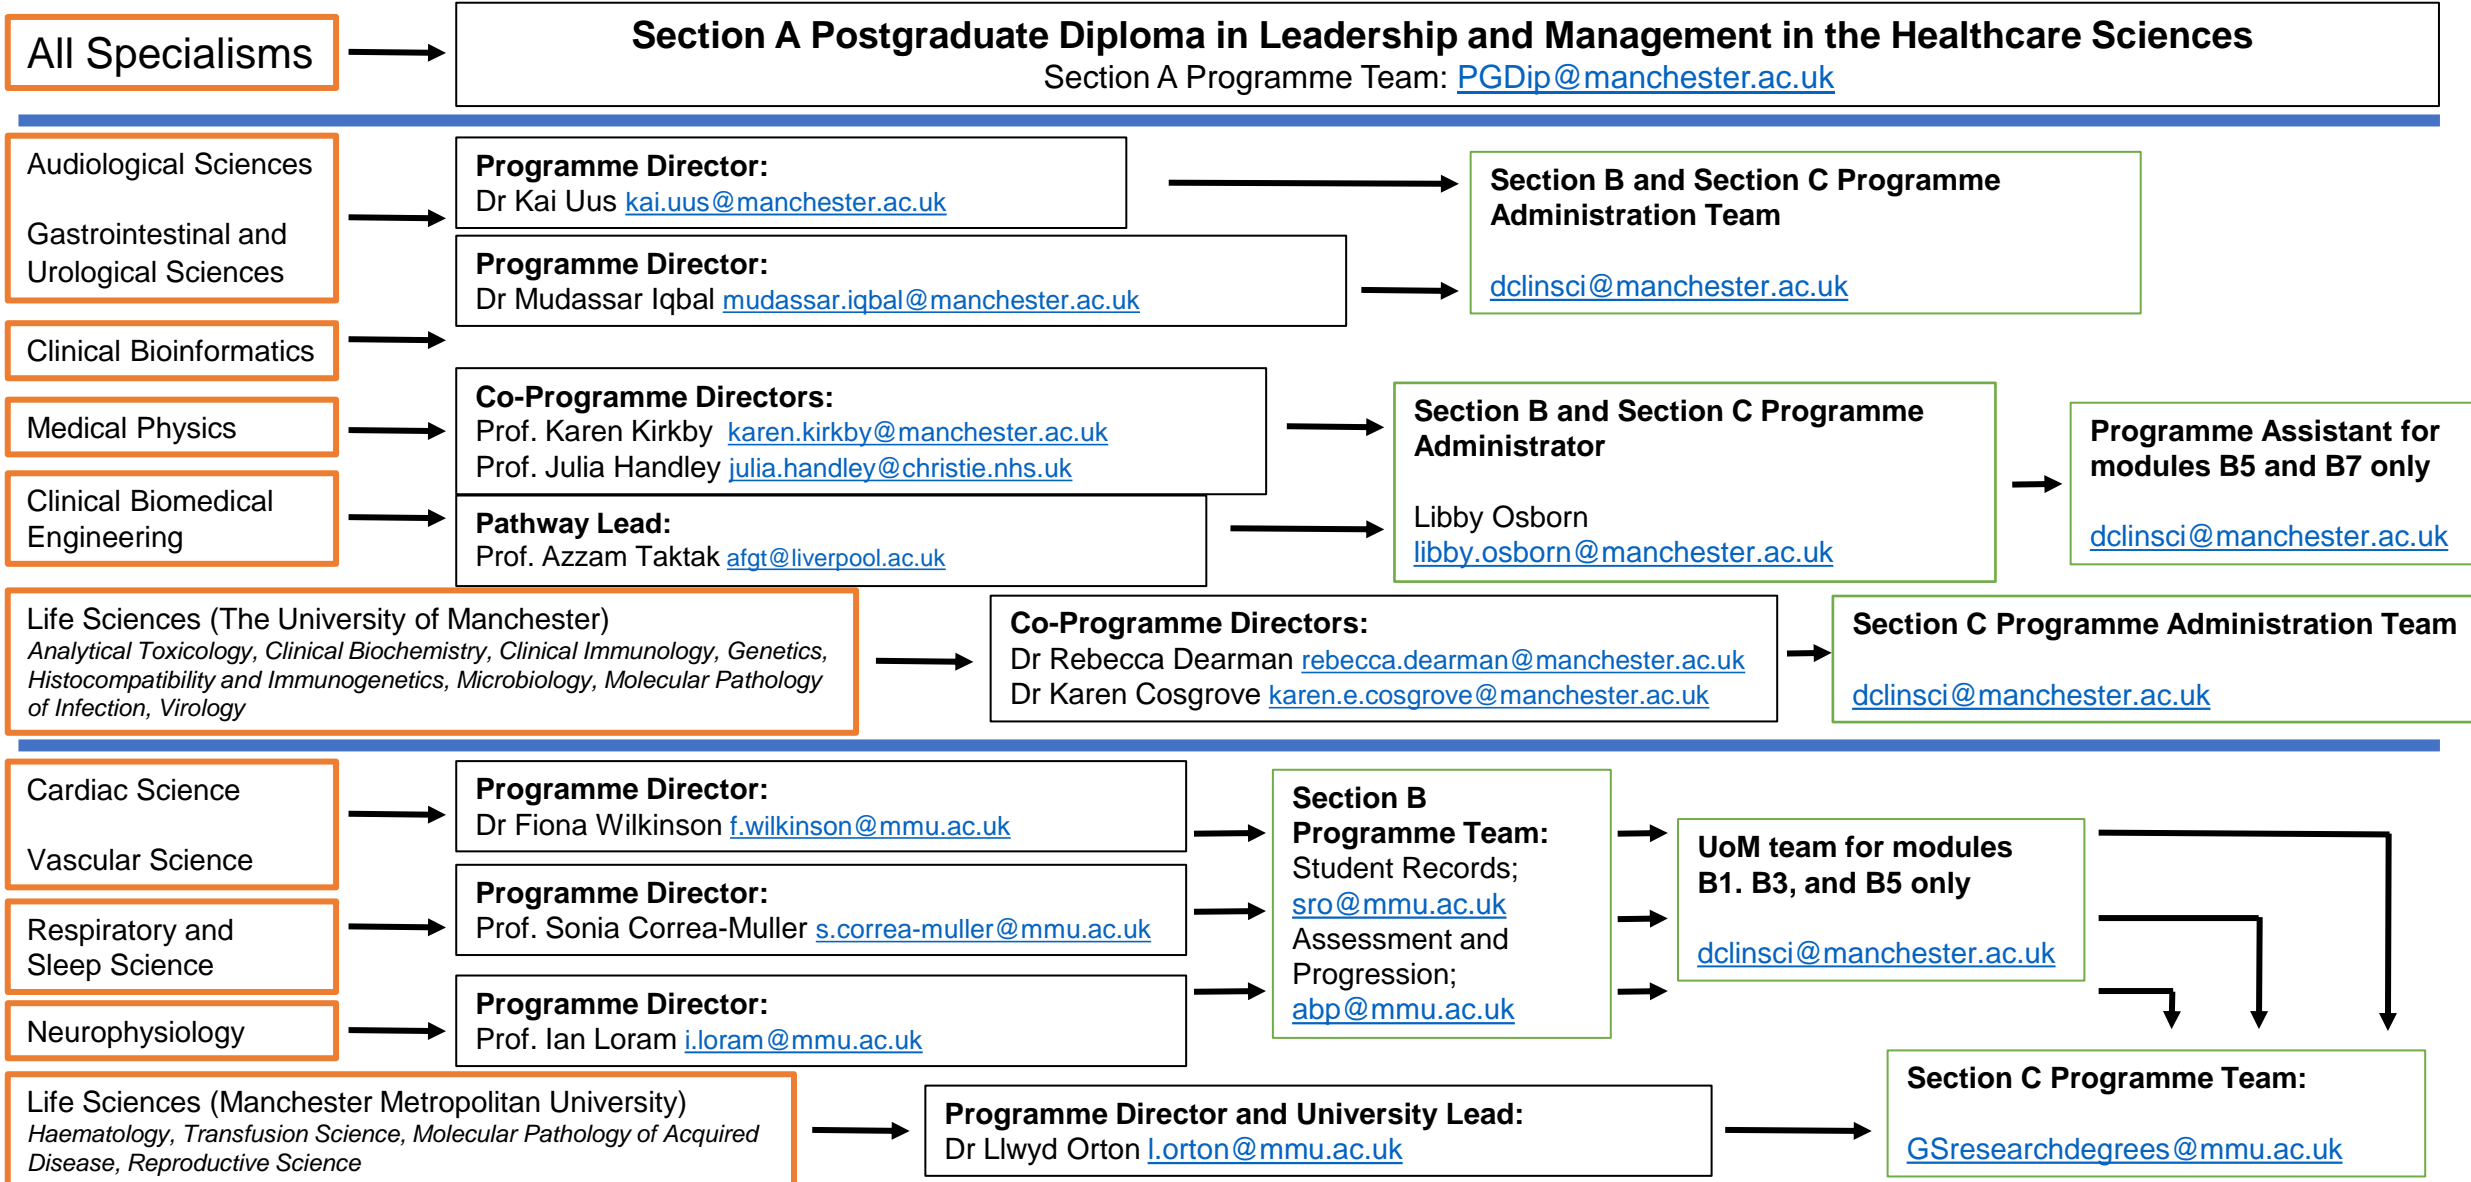 All Specialisms
Section A Postgraduate Diploma in Leadership and Management in the Healthcare Sciences
Section A Programme Team: PGDip@manchester.ac.uk
Audiological Sciences
Gastrointestinal and
Urological Sciences
Programme Director:
Dr Kai Uus kai.uus@manchester.ac.uk
Programme Director:
Dr Mudassar Iqbal mudassar.iqbal@manchester.ac.uk
Section B and Section C Programme
Administration Team
dclinsci@manchester.ac.uk
Clinical Bioinformatics
Medical Physics
Clinical Biomedical
Engineering
Co-Programme Directors:
Prof. Karen Kirkby karen.kirkby@manchester.ac.uk
Prof. Julia Handley julia.handley@christie.nhs.uk
Pathway Lead:
Prof. Azzam Taktak afgt@liverpool.ac.uk
Section B and Section C Programme
Administrator
Libby Osborn
libby.osborn@manchester.ac.uk
Programme Assistant for
modules B5 and B7 only
dclinsci@manchester.ac.uk
Life Sciences (The University of Manchester)
Analytical Toxicology, Clinical Biochemistry, Clinical Immunology, Genetics,
Histocompatibility and Immunogenetics, Microbiology, Molecular Pathology
of Infection, Virology
Co-Programme Directors:
Dr Rebecca Dearman rebecca.dearman@manchester.ac.uk
Dr Karen Cosgrove karen.e.cosgrove@manchester.ac.uk
Section C Programme Administration Team
dclinsci@manchester.ac.uk
Cardiac Science
Vascular Science
Respiratory and
Sleep Science
Neurophysiology
Programme Director:
Dr Fiona Wilkinson f.wilkinson@mmu.ac.uk
Programme Director:
Prof. Sonia Correa-Muller s.correa-muller@mmu.ac.uk
Programme Director:
Prof. Ian Loram i.loram@mmu.ac.uk
Section B
Programme Team:
Student Records;
sro@mmu.ac.uk
Assessment and
Progression;
abp@mmu.ac.uk
UoM team for modules
B1. B3, and B5 only
dclinsci@manchester.ac.uk
Life Sciences (Manchester Metropolitan University)
Haematology, Transfusion Science, Molecular Pathology of Acquired
Disease, Reproductive Science
Programme Director and University Lead:
Dr Llwyd Orton l.orton@mmu.ac.uk
Section C Programme Team:
GSresearchdegrees@mmu.ac.uk